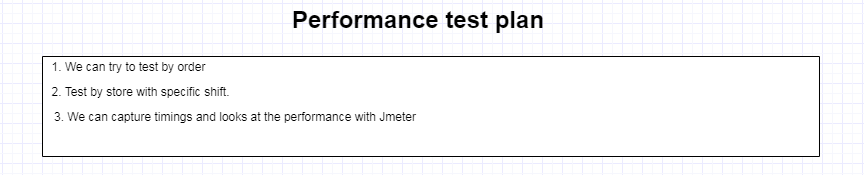 Performance test plan
1. We can try to test by order
2. Test by store with specific shift.
3. We can capture timings and looks at the performance with Jmeter